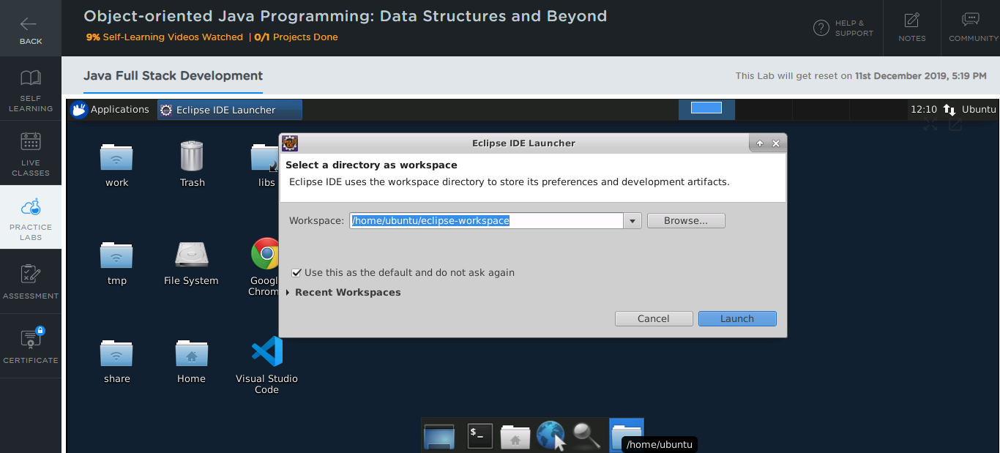 Object-oriented Java Programming: Data Structures and Beyond
9% Self-Learning Videos Watched | 0/1 Projects Done
BACK
HELP &
SUPPORT
NOTES
COMMUNITY
SELF
LEARNING
LIVE
CLASSES
PRACTICE
LABS
ASSESSMENT
CERTIFICATE
Java Full Stack Development
This Lab will get reset on 11st December 2019, 5:19 PM
Applications
Eclipse IDE Launcher
12:10
Ubuntu
work
Trash
libs
tmp
File System
Googl
Chrom
share
Home
Visual Studio
Code
Eclipse IDE Launcher
Select a directory as workspace
Eclipse IDE uses the workspace directory to store its preferences and development artifacts.
Workspace:
/home/ubuntu/eclipse-workspace
Browse...
Use this as the default and do not ask again
Recent Workspaces
Cancel
Launch
$_
/home/ubuntu